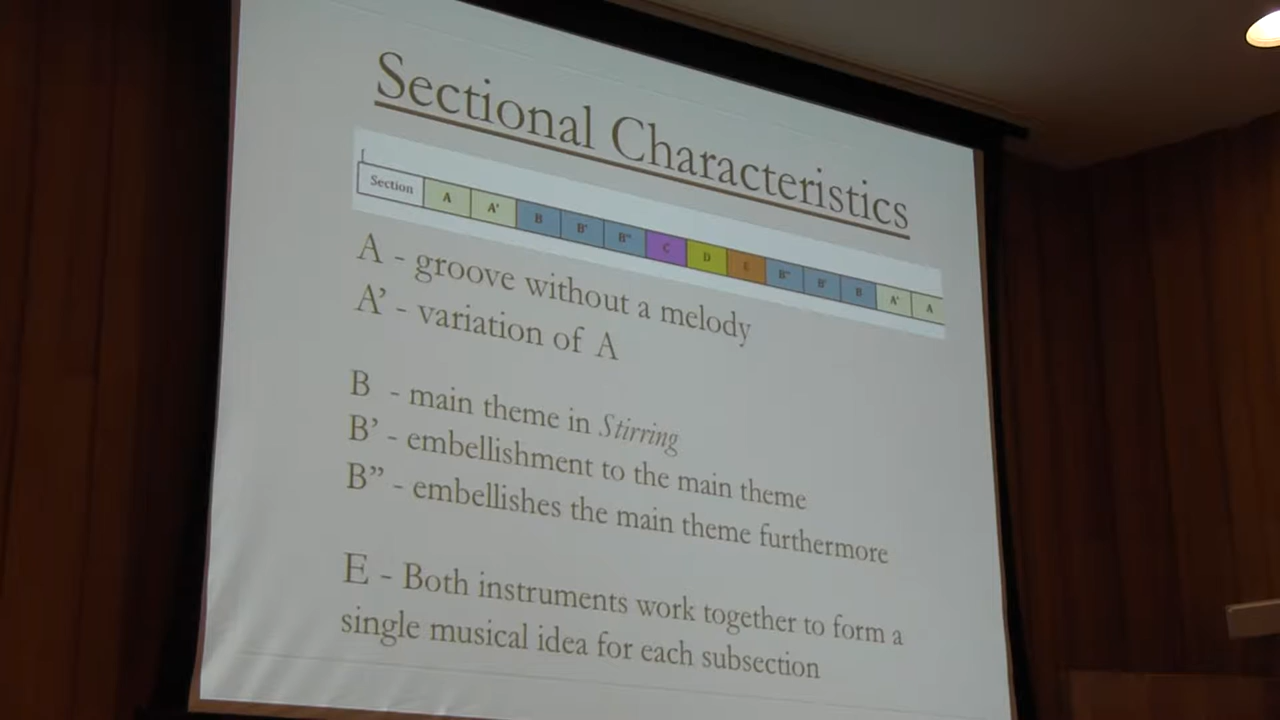 Sectional Characteristics
Section A A' B B' B" C D E B" B' B A' A
A - groove without a melody
A’ - variation of A
B - main theme in Stirring
B’ - embellishment to the main theme
B” - embellishes the main theme furthermore
E - Both instruments work together to form a
single musical idea for each subsection